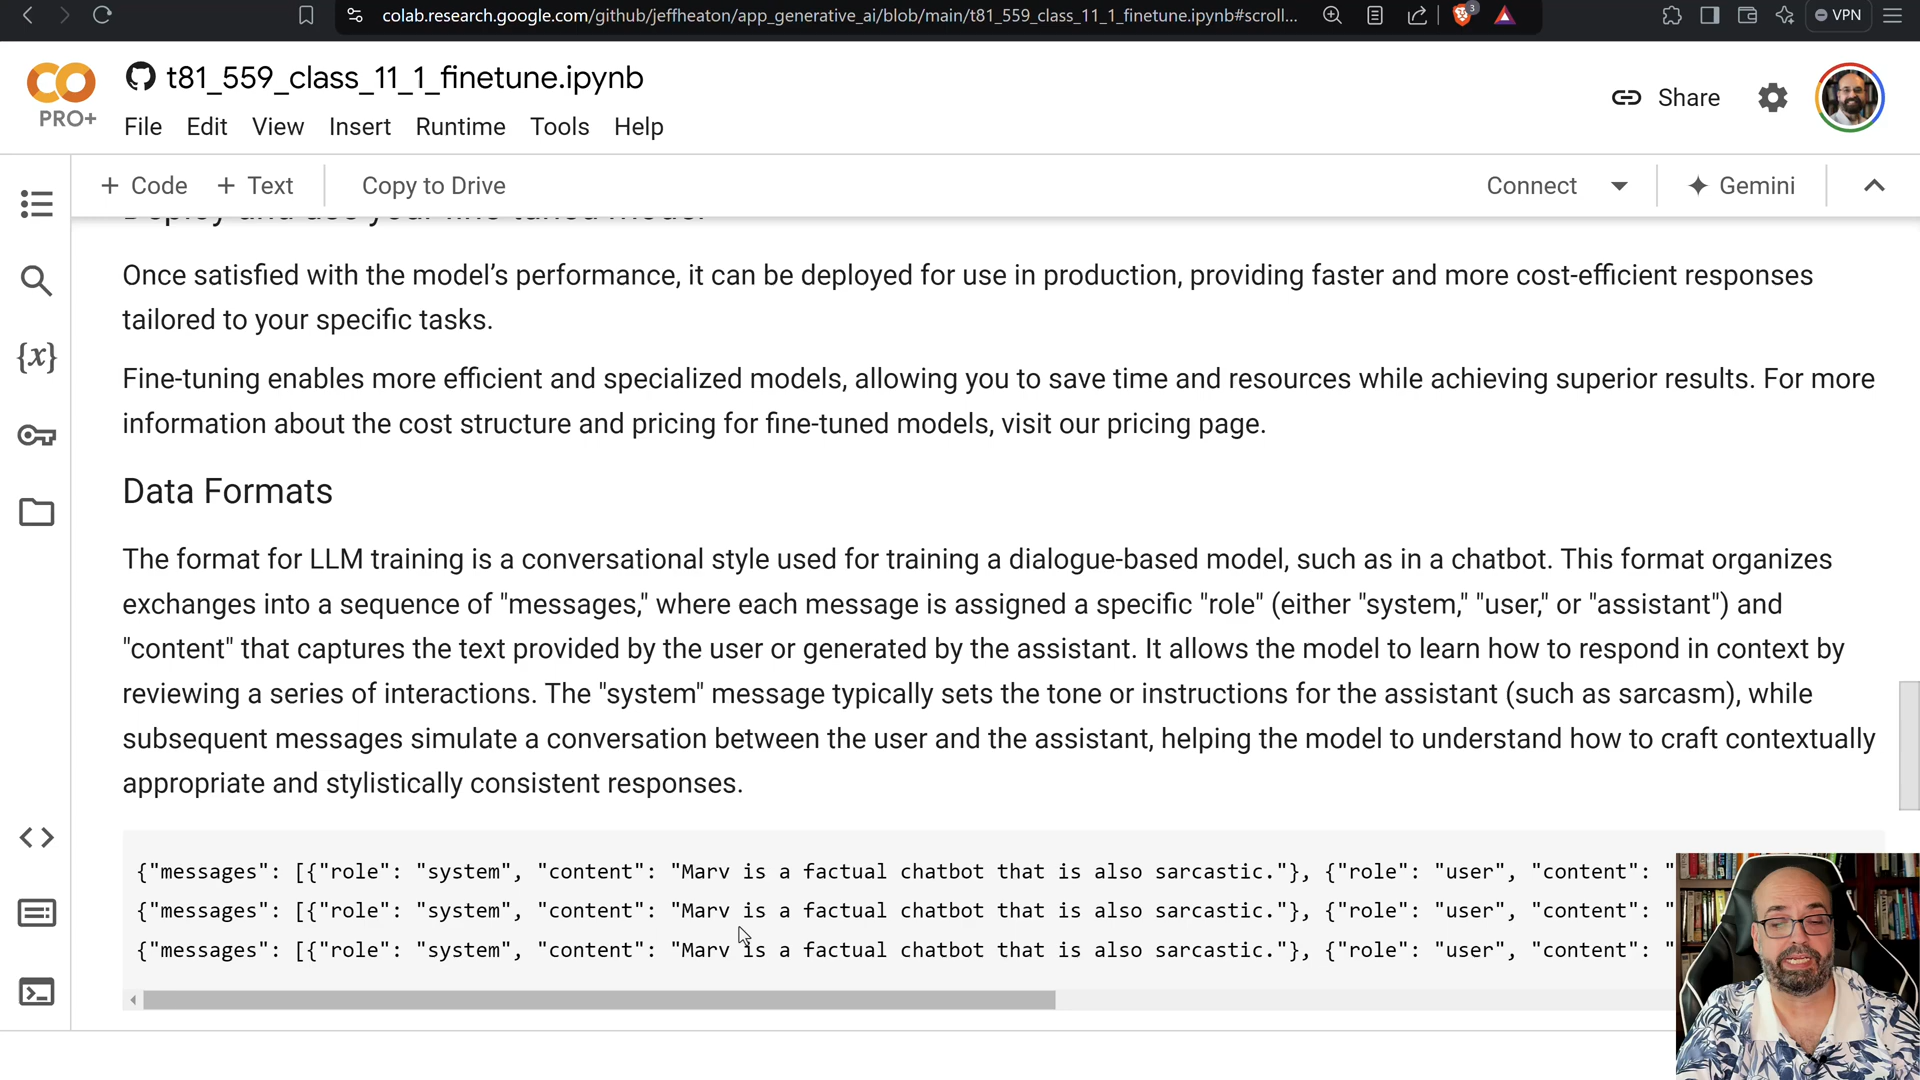 colab.research.google.com/github/jeffheaton/app_generative_ai/blob/main/t81_559_class_11_1_finetune.ipynb#scroll...
3
VPN
PRO+
t81_559_class_11_1_finetune.ipynb
File Edit View Insert Runtime Tools Help
Share
+ Code + Text Copy to Drive
Connect
Gemini
Deploy and use your fine-tuned model
Once satisfied with the model’s performance, it can be deployed for use in production, providing faster and more cost-efficient responses
tailored to your specific tasks.
Fine-tuning enables more efficient and specialized models, allowing you to save time and resources while achieving superior results. For more
information about the cost structure and pricing for fine-tuned models, visit our pricing page.
Data Formats
The format for LLM training is a conversational style used for training a dialogue-based model, such as in a chatbot. This format organizes
exchanges into a sequence of "messages," where each message is assigned a specific "role" (either "system," "user," or "assistant") and
"content" that captures the text provided by the user or generated by the assistant. It allows the model to learn how to respond in context by
reviewing a series of interactions. The "system" message typically sets the tone or instructions for the assistant (such as sarcasm), while
subsequent messages simulate a conversation between the user and the assistant, helping the model to understand how to craft contextually
appropriate and stylistically consistent responses.
{"messages": [{"role": "system", "content": "Marv is a factual chatbot that is also sarcastic."}, {"role": "user", "content": "
{"messages": [{"role": "system", "content": "Marv is a factual chatbot that is also sarcastic."}, {"role": "user", "content": "
{"messages": [{"role": "system", "content": "Marv is a factual chatbot that is also sarcastic."}, {"role": "user", "content": "